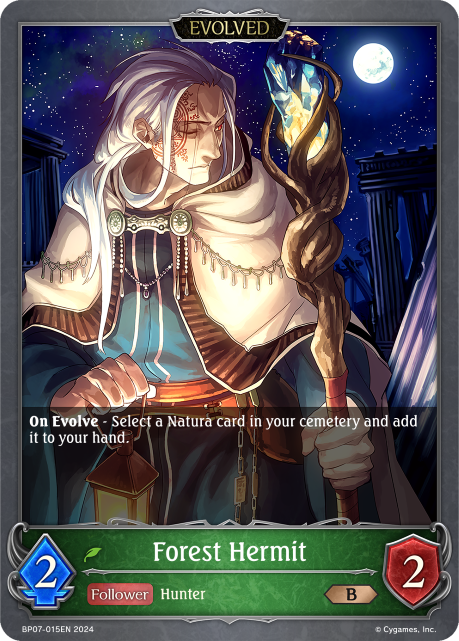 EVOLVED
On Evolve - Select a Natura card in your cemetery and add
it to your hand.
Forest Hermit
2
Follower Hunter
B
2
BP07-015EN 2024
© Cygames, Inc.